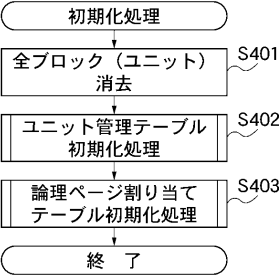 初期化処理
S401
全ブロック（ユニット）
消去
S402
ユニット管理テーブル
初期化処理
S403
論理ページ割り当て
テーブル初期化処理
終　了